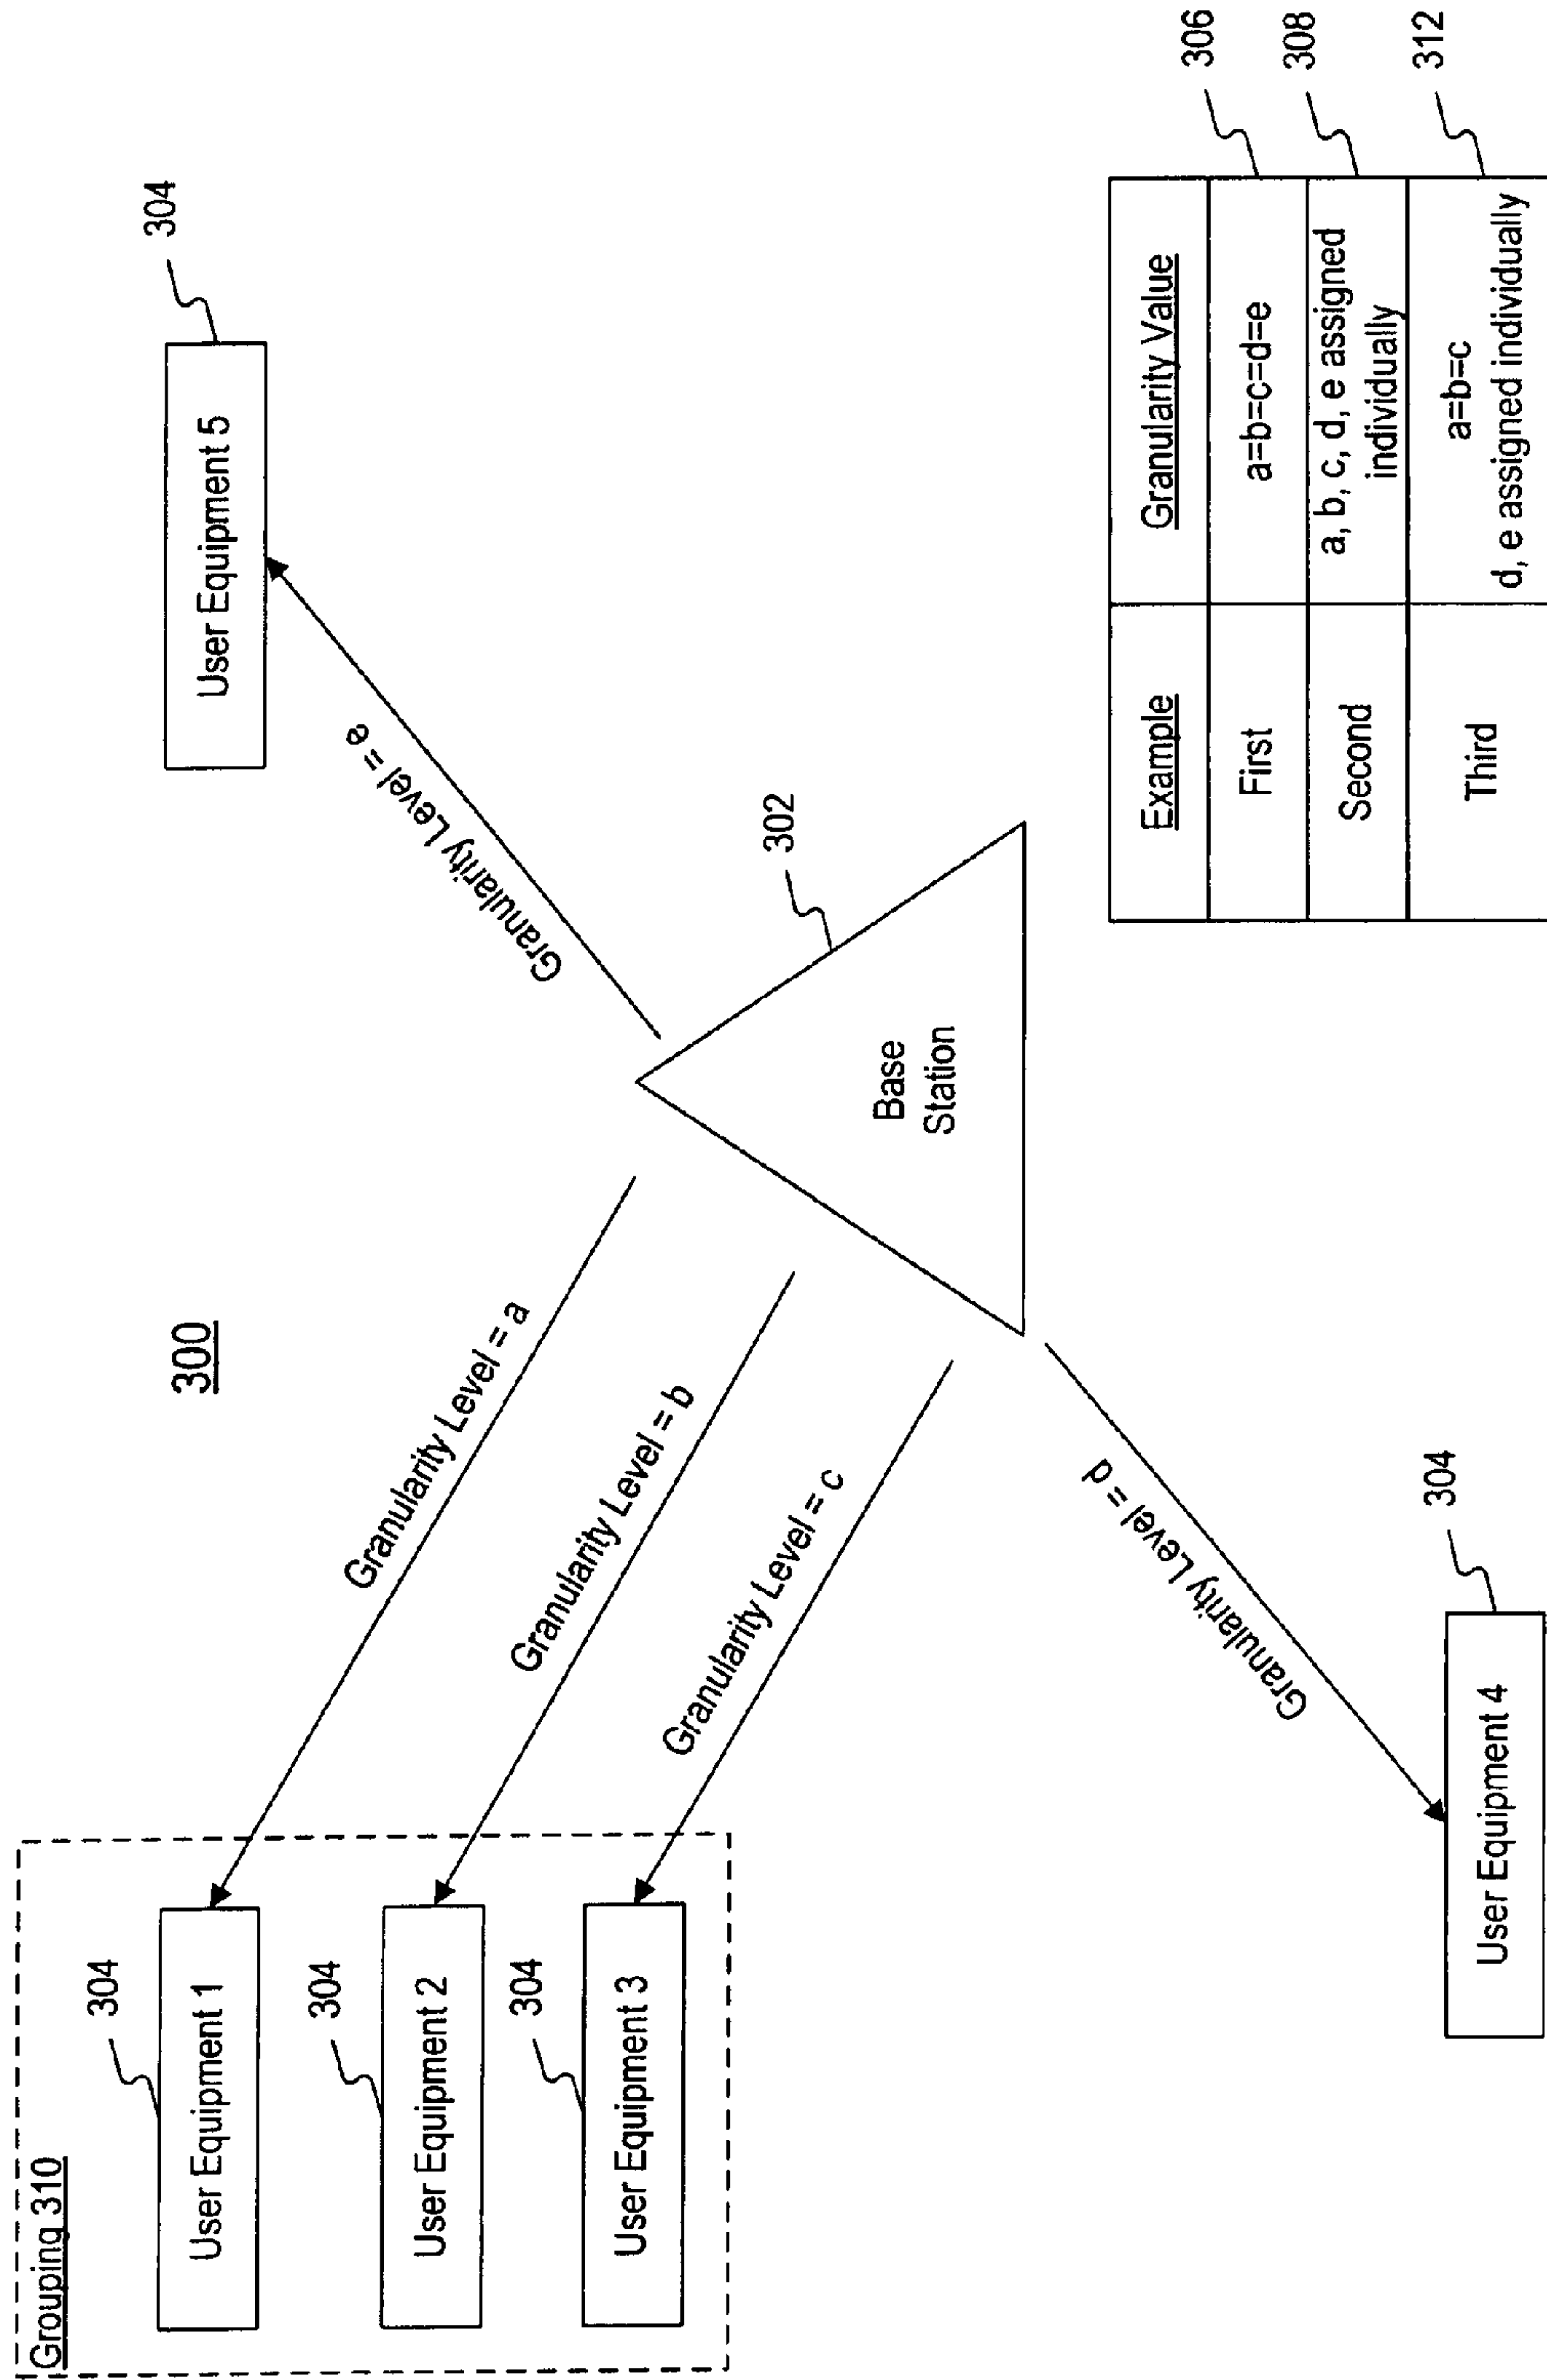 Grouping 310
304
User Equipment 1
304
User Equipment 2
304
User Equipment 3
300
Granularity Level = a
Granularity Level = b
Granularity Level = c
Granularity Level = d
Granularity Level = e
304
User Equipment 5
302
Base
Station
304
User Equipment 4
Example
Granularity Value
First
a=b=c=d=e
306
Second
a, b, c, d, e assigned
individually
308
Third
a=b=c
d, e assigned individually
312